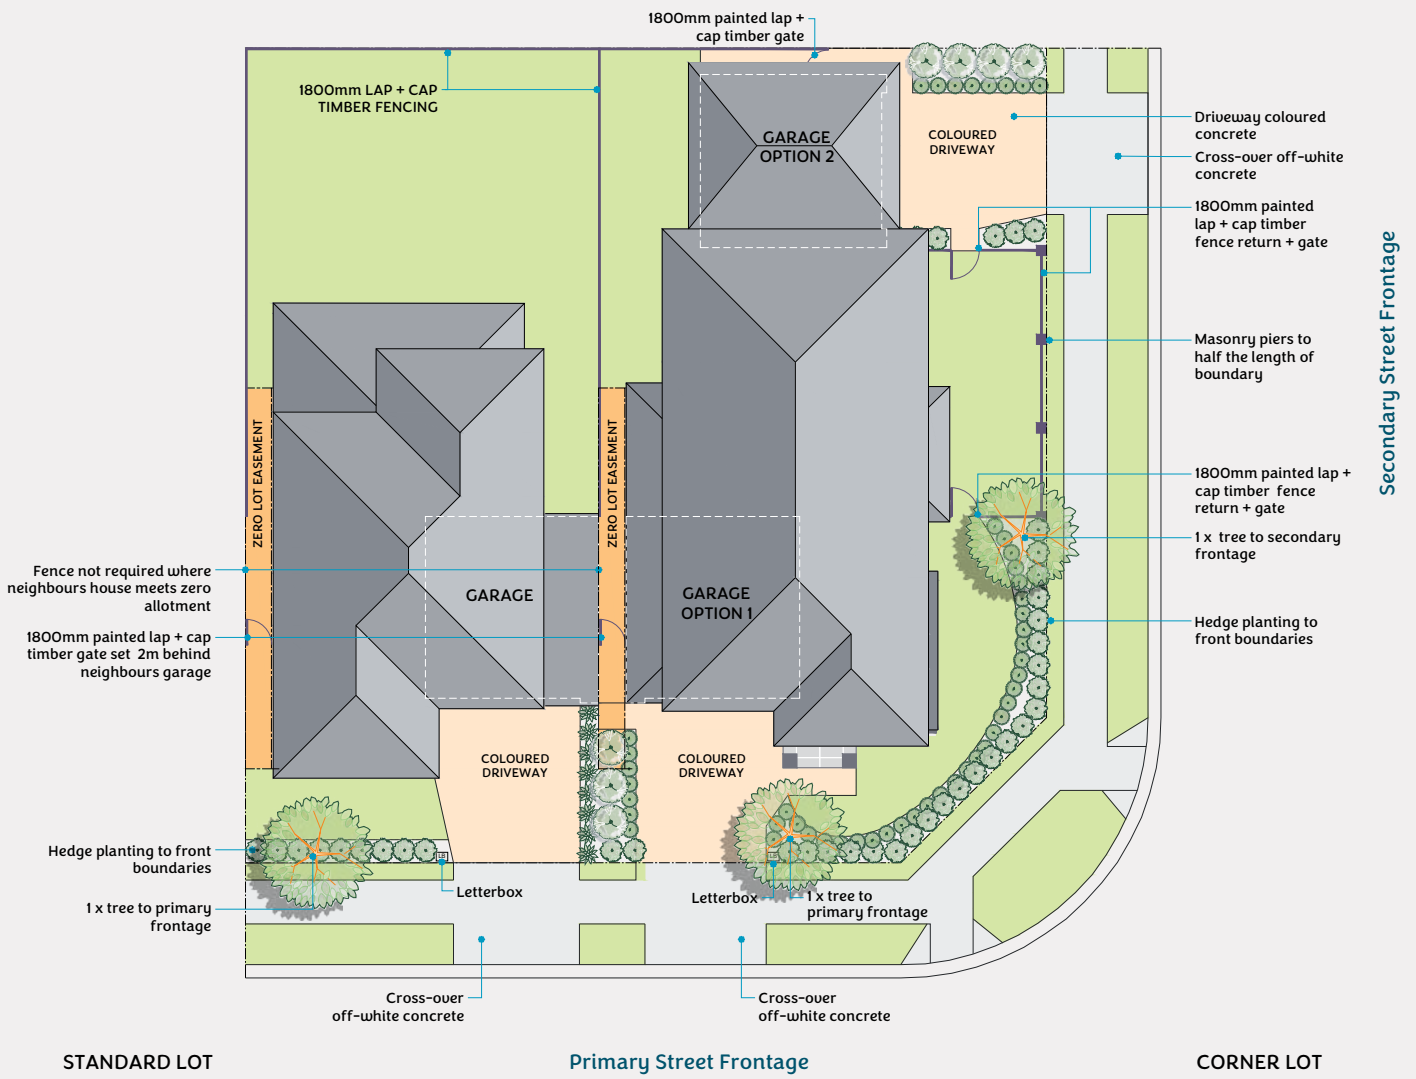 1800mm painted lap +
cap timber gate
1800mm LAP + CAP
TIMBER FENCING
GARAGE
OPTION 2
COLOURED
DRIVEWAY
Driveway coloured
concrete
Cross-over off-white
concrete
1800mm painted
lap + cap timber
fence return + gate
Secondary Street Frontage
Masonry piers to
half the length of
boundary
ZERO LOT EASEMENT
ZERO LOT EASEMENT
1800mm painted lap +
cap timber fence
return + gate
1 x tree to secondary
frontage
Fence not required where
neighbours house meets zero
allotment
GARAGE
GARAGE
OPTION 1
Hedge planting to
front boundaries
1800mm painted lap + cap
timber gate set 2m behind
neighbours garage
COLOURED
DRIVEWAY
COLOURED
DRIVEWAY
Hedge planting to front
boundaries
LB
LB
Letterbox
Letterbox
1 x tree to
primary frontage
1 x tree to primary
frontage
Cross-over
off-white concrete
Cross-over
off-white concrete
STANDARD LOT
Primary Street Frontage
CORNER LOT